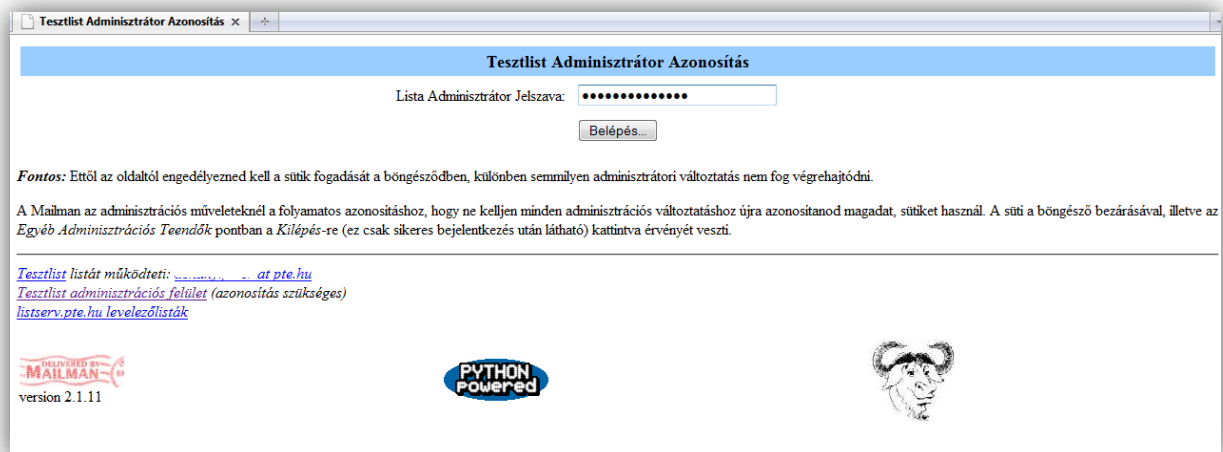 Tesztlist Adminisztrátor Azonosítás
Tesztlist Adminisztrátor Azonosítás
Lista Adminisztrátor Jelszava: ••••••••••••••
Belépés...
Fontos: Ettől az oldaltól engedélyezned kell a sütik fogadását a böngésződben, különben semmilyen adminisztrátori változtatás nem fog végrehajtódni.
A Mailman az adminisztrációs műveleteknél a folyamatos azonosításhoz, hogy ne kelljen minden adminisztrációs változtatáshoz újra azonosítanod magadat, sütiket használ. A süti a böngésző bezárásával, illetve az
Egyéb Adminisztrációs Teendők pontban a Kilépés-re (ez csak sikeres bejelentkezés után látható) kattintva érvényét veszti.
Tesztlist listát működteti: at pte.hu
Tesztlist adminisztrációs felület (azonosítás szükséges)
listserv.pte.hu levelezőlisták
DELIVERED BY
MAILMAN
PYTHON
Powered
version 2.1.11